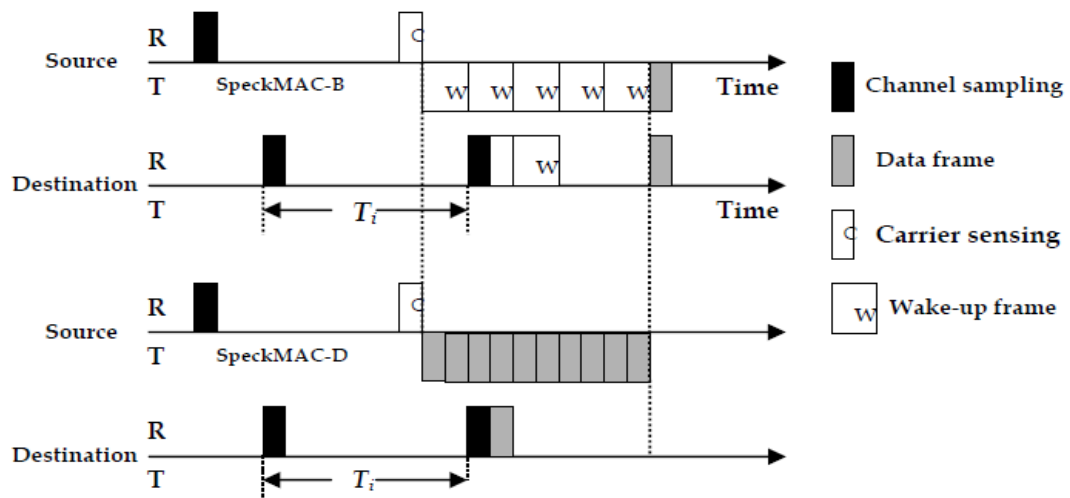 R
Source
T
SpeckMAC-B
C
W W W W W
Time
R
Destination
T
W
Ti
Time
R
Source
T
SpeckMAC-D
C
R
Destination
T
Ti
Channel sampling
Data frame
C Carrier sensing
W Wake-up frame